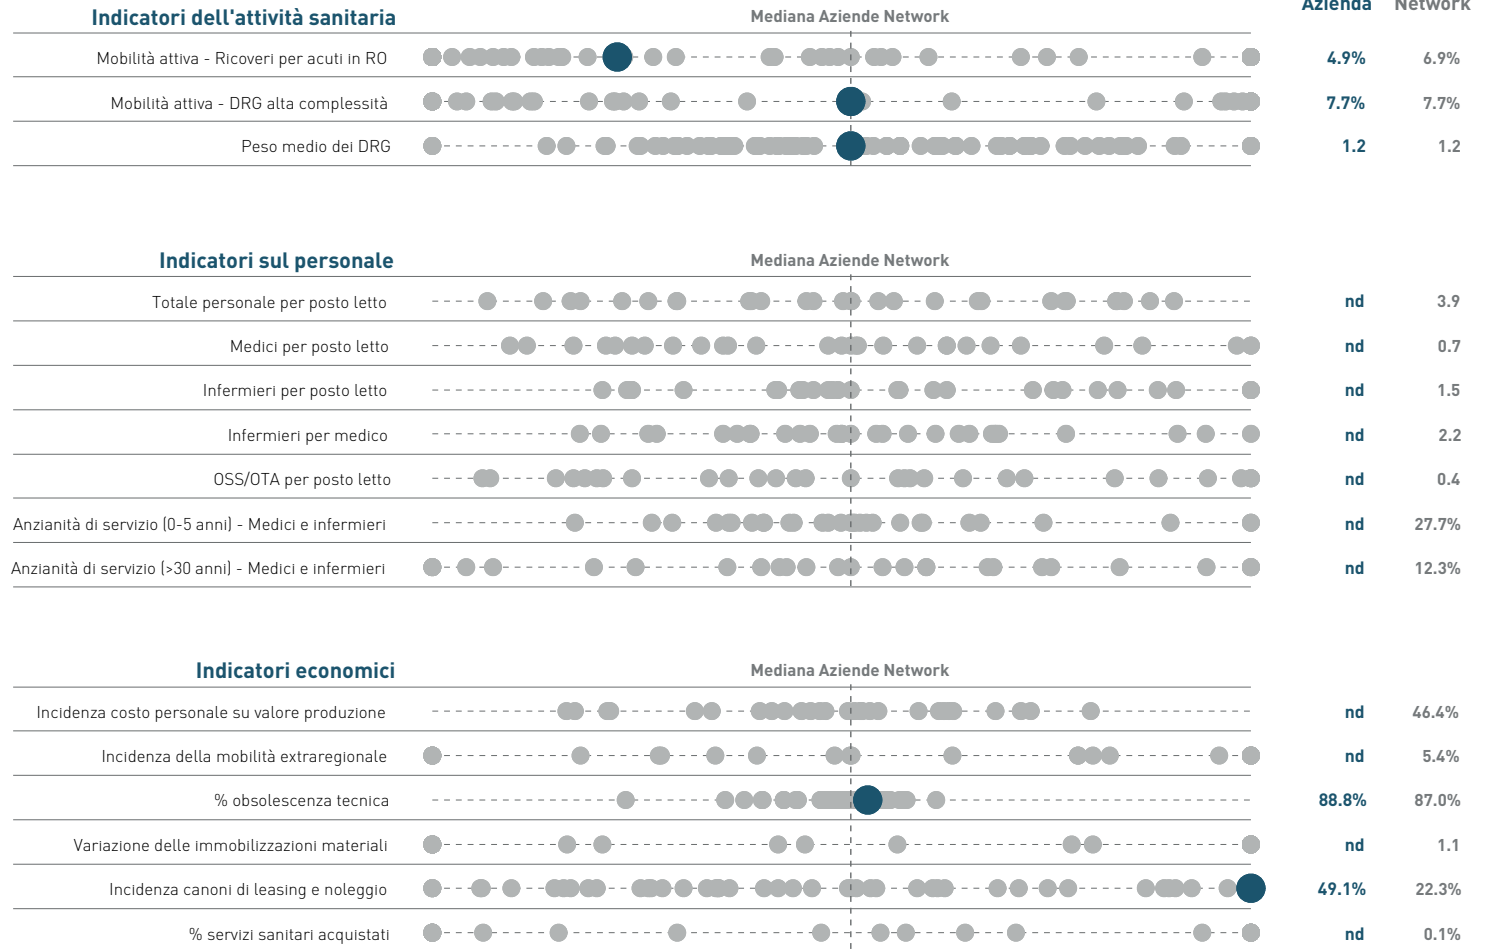 Azienda Network
Indicatori dell'attività sanitaria Mediana Aziende Network
Mobilità attiva - Ricoveri per acuti in RO 4.9% 6.9%
Mobilità attiva - DRG alta complessità 7.7% 7.7%
Peso medio dei DRG 1.2 1.2
Indicatori sul personale Mediana Aziende Network
Totale personale per posto letto nd 3.9
Medici per posto letto nd 0.7
Infermieri per posto letto nd 1.5
Infermieri per medico nd 2.2
OSS/OTA per posto letto nd 0.4
Anzianità di servizio (0-5 anni) - Medici e infermieri nd 27.7%
Anzianità di servizio (>30 anni) - Medici e infermieri nd 12.3%
Indicatori economici Mediana Aziende Network
Incidenza costo personale su valore produzione nd 46.4%
Incidenza della mobilità extraregionale nd 5.4%
% obsolescenza tecnica 88.8% 87.0%
Variazione delle immobilizzazioni materiali nd 1.1
Incidenza canoni di leasing e noleggio 49.1% 22.3%
% servizi sanitari acquistati nd 0.1%